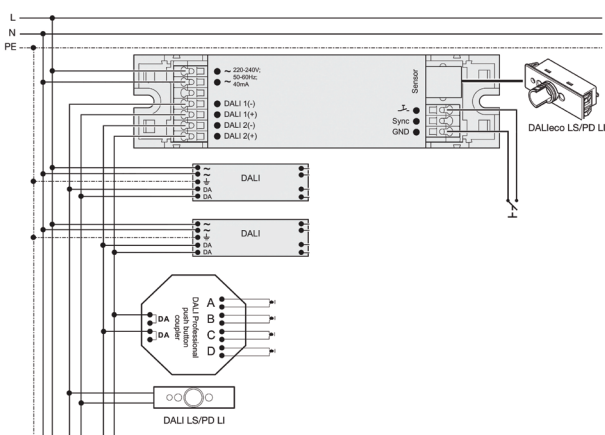 L
N
PE
~ 220-240V;
50-60Hz;
~ 40mA
DALI 1(-)
DALI 1(+)
DALI 2(-)
DALI 2(+)
Sensor
Sync
GND
DALIeco LS/PD LI
~
~
DA
DA
DALI
~
~
DA
DA
DALI
DA
DA
DALI Professional
push button
coupler
A
B
C
D
DALI LS/PD LI